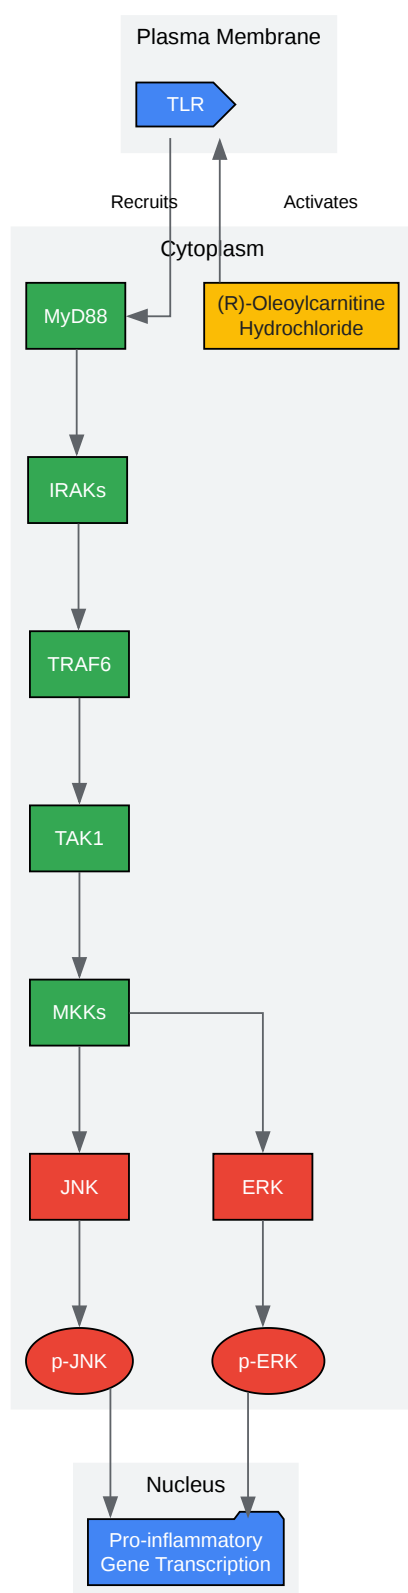 Plasma Membrane
TLR
Recruits
Activates
Cytoplasm
MyD88
(R)-Oleoylcarnitine
Hydrochloride
IRAKs
TRAF6
TAK1
MKKs
JNK
ERK
p-JNK
p-ERK
Nucleus
Pro-inflammatory
Gene Transcription